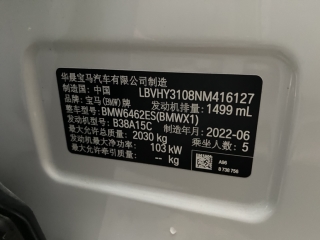 华晨宝马汽车有限公司制造
制造国：中国 LBVHY3108NM416127
品牌：宝马(BMW)牌 发动机排量：1499 mL
整车型号：BMW6462ES(BMWX1)
发动机型号：B38A15C 制造年月：2022-06
最大允许总质量：2030 kg 乘坐人数：5
发动机最大净功率：103 kW
最大允许牵引质量：-- kg
A98
8 738 756